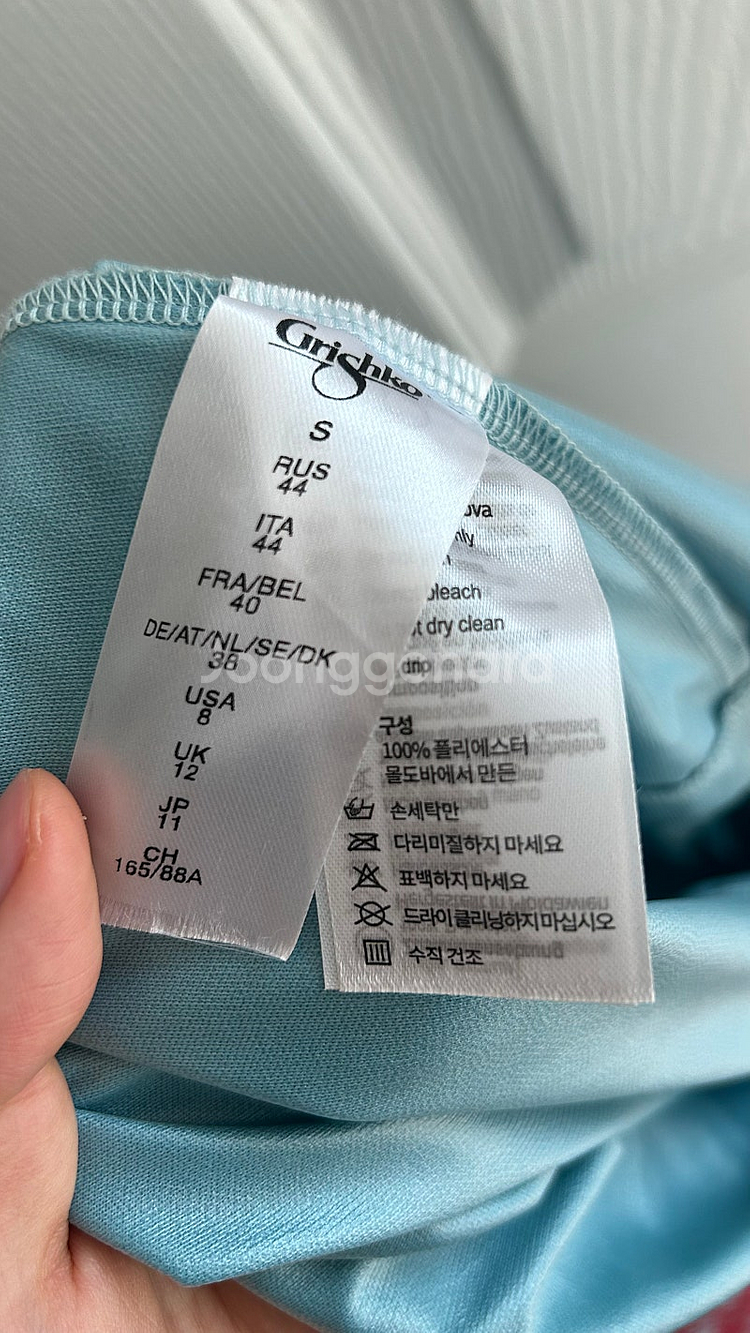 Grishko
S
RUS
44
ITA
44
FRA/BEL
40
DE/AT/NL/SE/DK
38
USA
8
UK
12
JP
11
CH
165/88A
dry clean
drip
구성
100% 폴리에스터
몰도바에서 만든
손세탁만
다리미질하지 마세요
표백하지 마세요
드라이 클리닝하지 마십시오
수직 건조
Joonggonara